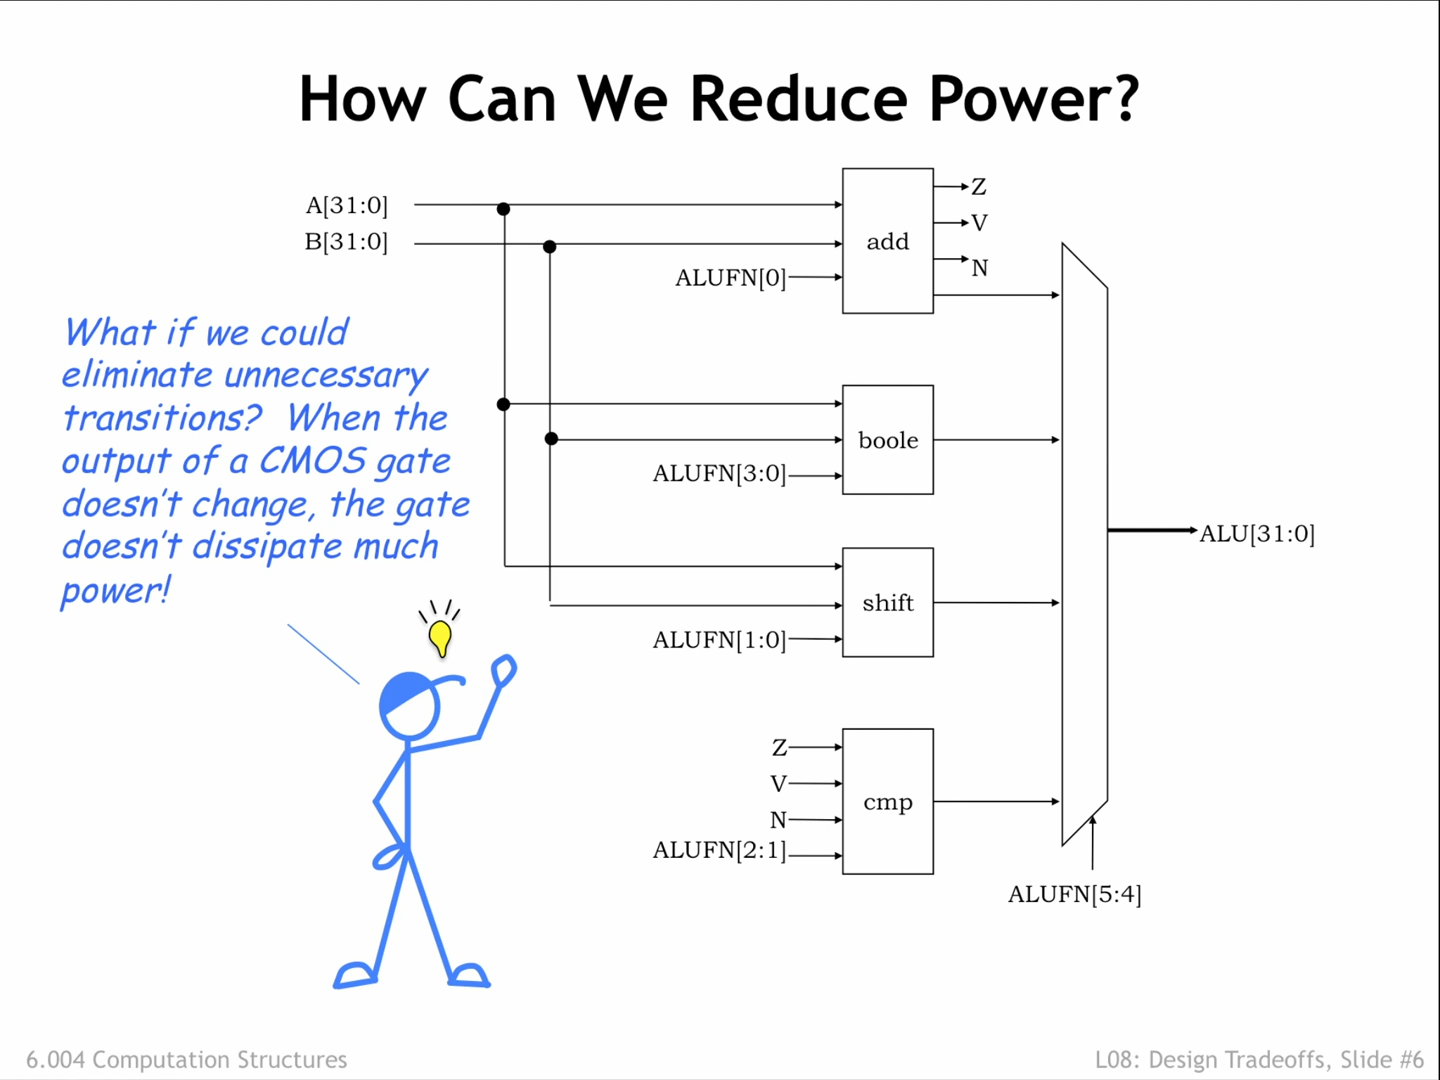 How Can We Reduce Power?
A[31:0]
B[31:0]
ALUFN[0]
add
Z
V
N
What if we could
eliminate unnecessary
transitions? When the
output of a CMOS gate
doesn't change, the gate
doesn't dissipate much
power!
boole
ALUFN[3:0]
shift
ALUFN[1:0]
ALU[31:0]
Z
V
N
ALUFN[2:1]
cmp
ALUFN[5:4]
6.004 Computation Structures
L08: Design Tradeoffs, Slide #6